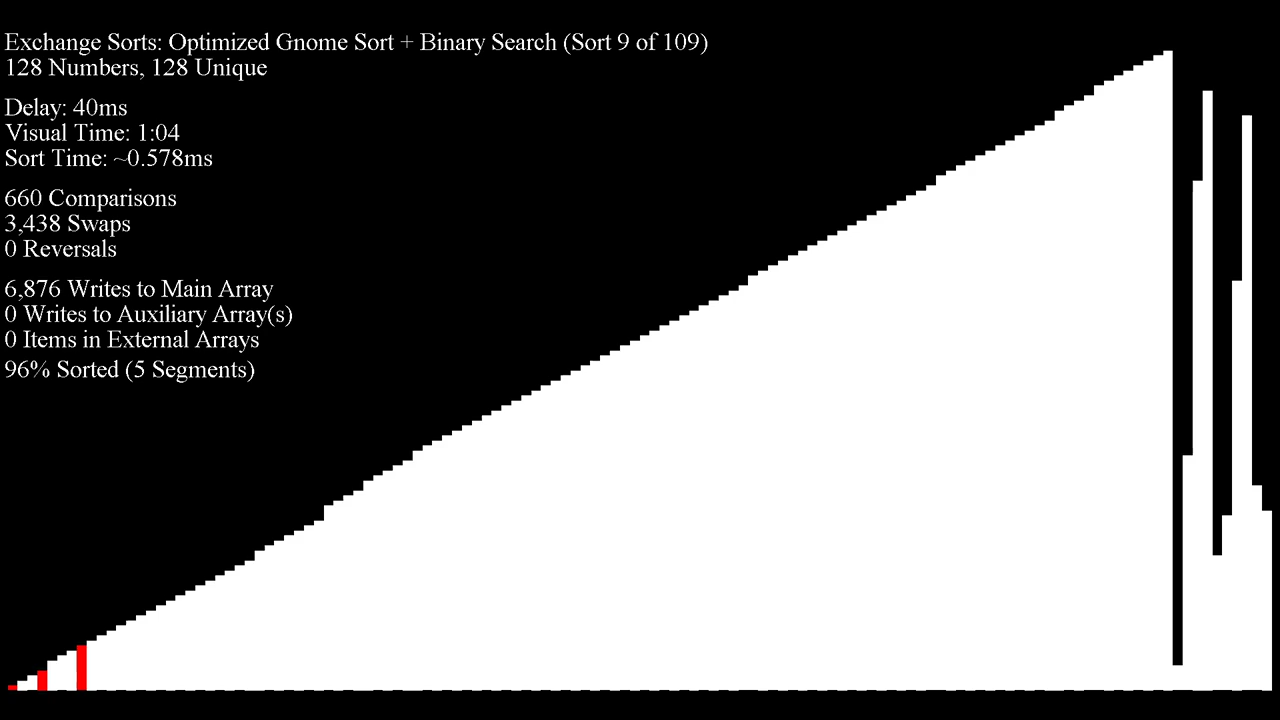 Exchange Sorts: Optimized Gnome Sort + Binary Search (Sort 9 of 109)
128 Numbers, 128 Unique
Delay: 40ms
Visual Time: 1:04
Sort Time: ~0.578ms
660 Comparisons
3,438 Swaps
0 Reversals
6,876 Writes to Main Array
0 Writes to Auxiliary Array(s)
0 Items in External Arrays
96% Sorted (5 Segments)